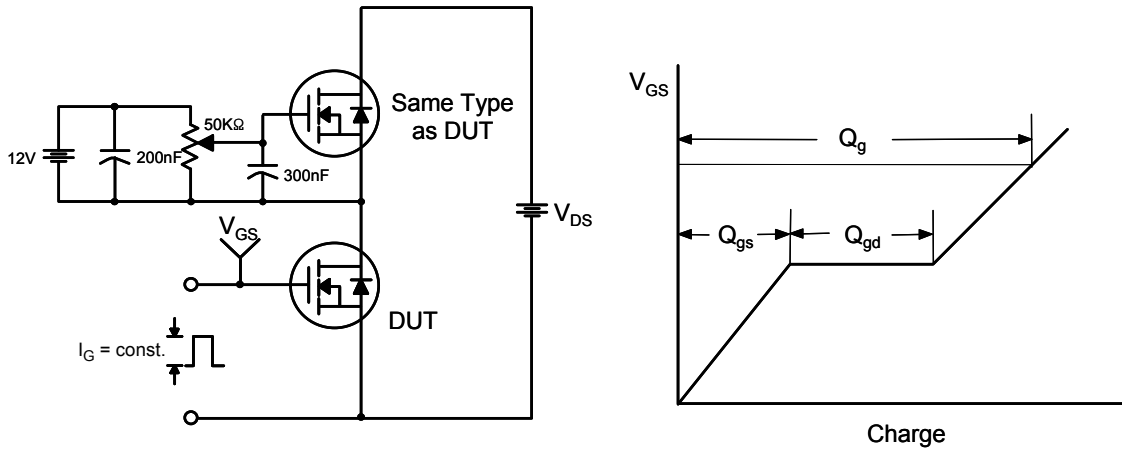 Same Type
as DUT
50KΩ
12V
200nF
300nF
V_GS
V_DS
DUT
I_G = const.
V_GS
Q_g
Q_gs
Q_gd
Charge